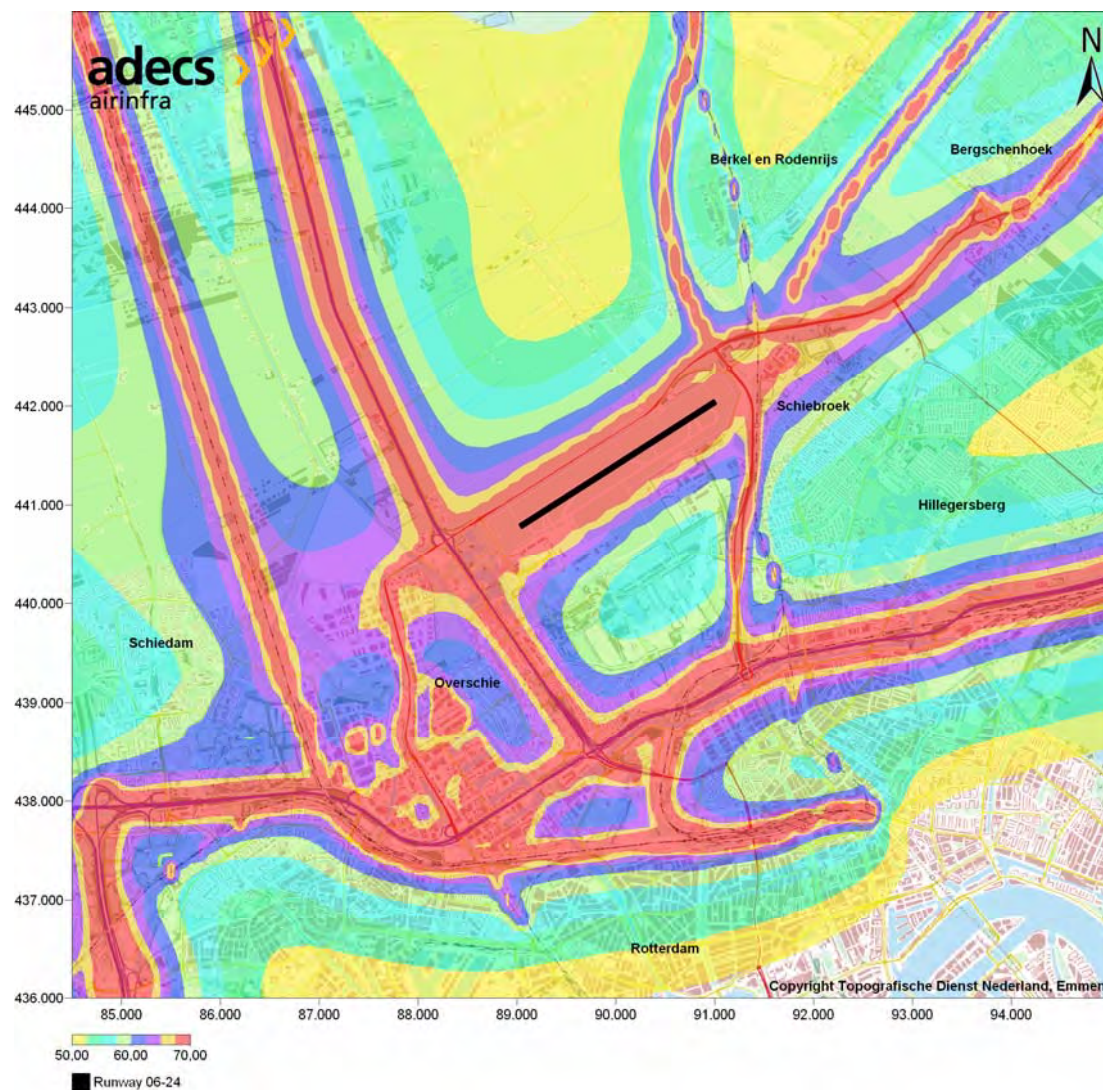 adecs
airinfra
N
445.000
Bergschenhoek
Berkel en Rodenrijs
444.000
443.000
442.000
Schiebroek
441.000
Hillegersberg
440.000
Schiedam
Overschie
439.000
438.000
437.000
Rotterdam
Copyright Topografische Dienst Nederland, Emmen
436.000
85.000 86.000 87.000 88.000 89.000 90.000 91.000 92.000 93.000 94.000
50,00 60,00 70,00
Runway 06-24